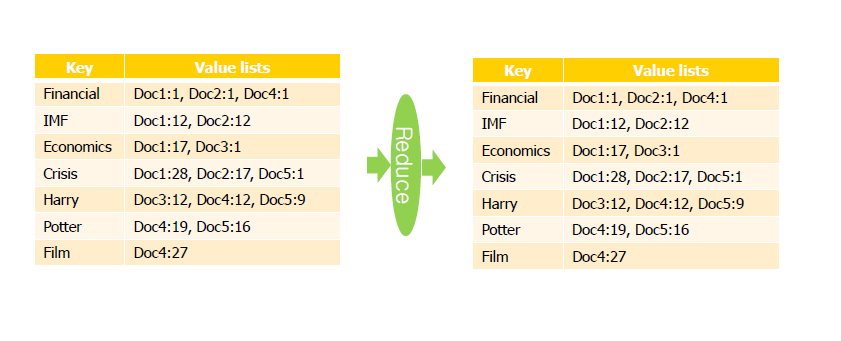 Key Value lists
Financial Doc1:1, Doc2:1, Doc4:1
IMF Doc1:12, Doc2:12
Economics Doc1:17, Doc3:1
Crisis Doc1:28, Doc2:17, Doc5:1
Harry Doc3:12, Doc4:12, Doc5:9
Potter Doc4:19, Doc5:16
Film Doc4:27
Reduce
Key Value lists
Financial Doc1:1, Doc2:1, Doc4:1
IMF Doc1:12, Doc2:12
Economics Doc1:17, Doc3:1
Crisis Doc1:28, Doc2:17, Doc5:1
Harry Doc3:12, Doc4:12, Doc5:9
Potter Doc4:19, Doc5:16
Film Doc4:27